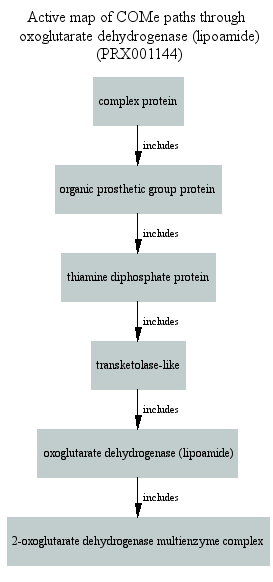 Active map of COMe paths through
oxoglutarate dehydrogenase (lipoamide)
(PRX001144)
complex protein
includes
organic prosthetic group protein
includes
thiamine diphosphate protein
includes
transketolase-like
includes
oxoglutarate dehydrogenase (lipoamide)
includes
2-oxoglutarate dehydrogenase multienzyme complex